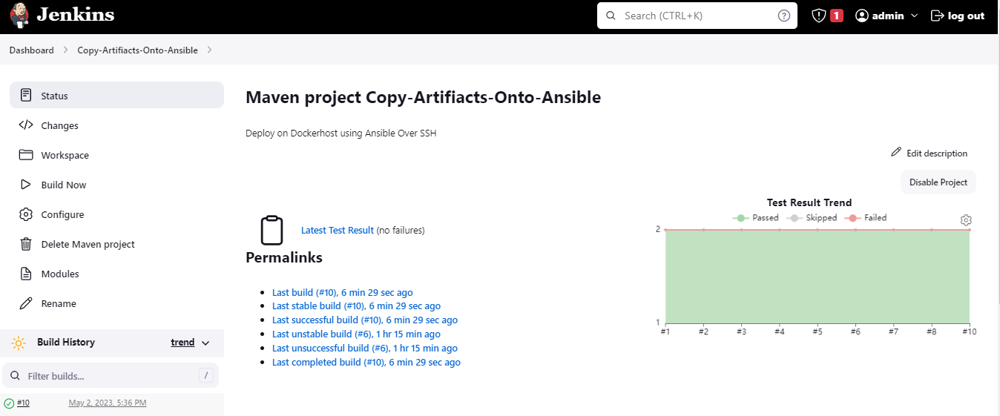 Jenkins
Search (CTRL+K)
1
admin
log out
Dashboard
Copy-Artifiacts-Onto-Ansible
Status
Changes
Workspace
Build Now
Configure
Delete Maven project
Modules
Rename
Build History
trend
Filter builds...
/
#10
May 2, 2023, 5:36 PM
Maven project Copy-Artifiacts-Onto-Ansible
Deploy on Dockerhost using Ansible Over SSH
Edit description
Disable Project
Latest Test Result (no failures)
Permalinks
Last build (#10), 6 min 29 sec ago
Last stable build (#10), 6 min 29 sec ago
Last successful build (#10), 6 min 29 sec ago
Last unstable build (#6), 1 hr 15 min ago
Last unsuccessful build (#6), 1 hr 15 min ago
Last completed build (#10), 6 min 29 sec ago
Test Result Trend
Passed Skipped Failed
2
1
#1 #2 #3 #4 #5 #6 #7 #8 #10